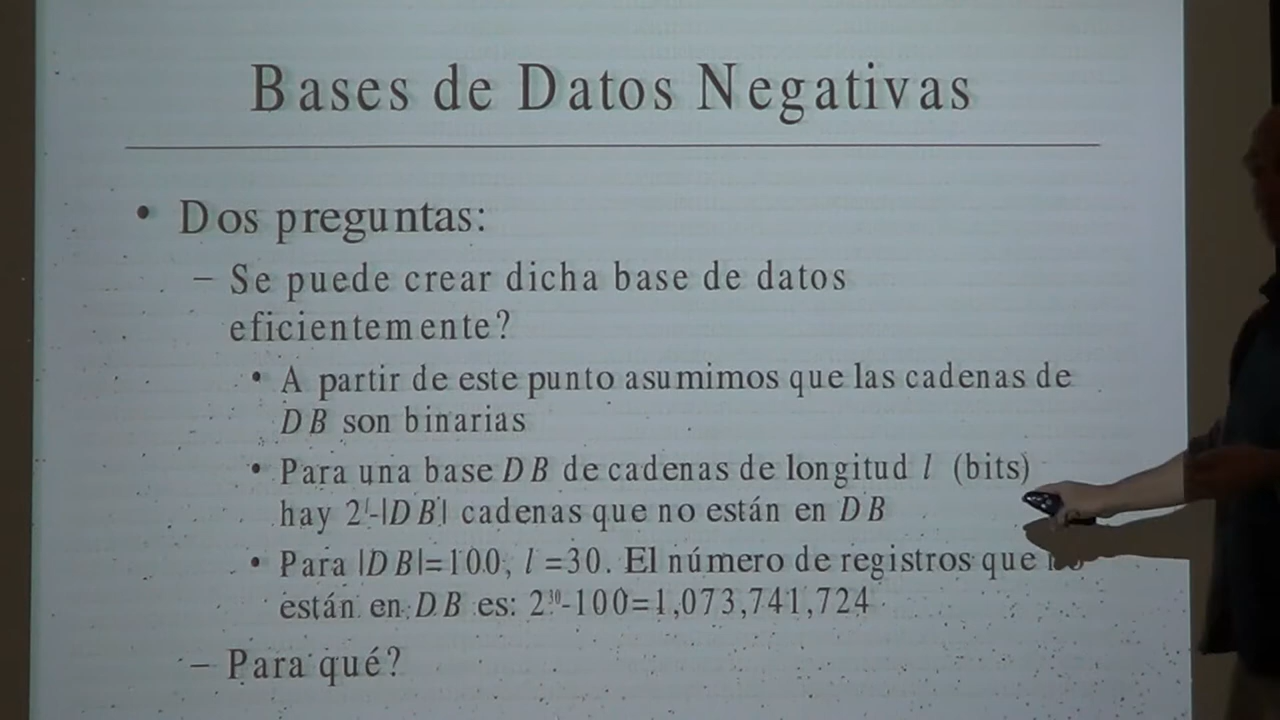 Bases de Datos Negativas
• Dos preguntas:
– Se puede crear dicha base de datos
eficientemente?
• A partir de este punto asumimos que las cadenas de
DB son binarias
• Para una base DB de cadenas de longitud l (bits)
hay 2^l-|DB| cadenas que no están en DB
• Para |DB|=100, l =30. El número de registros que
están en DB es: 2^30-100=1,073,741,724
– Para qué?